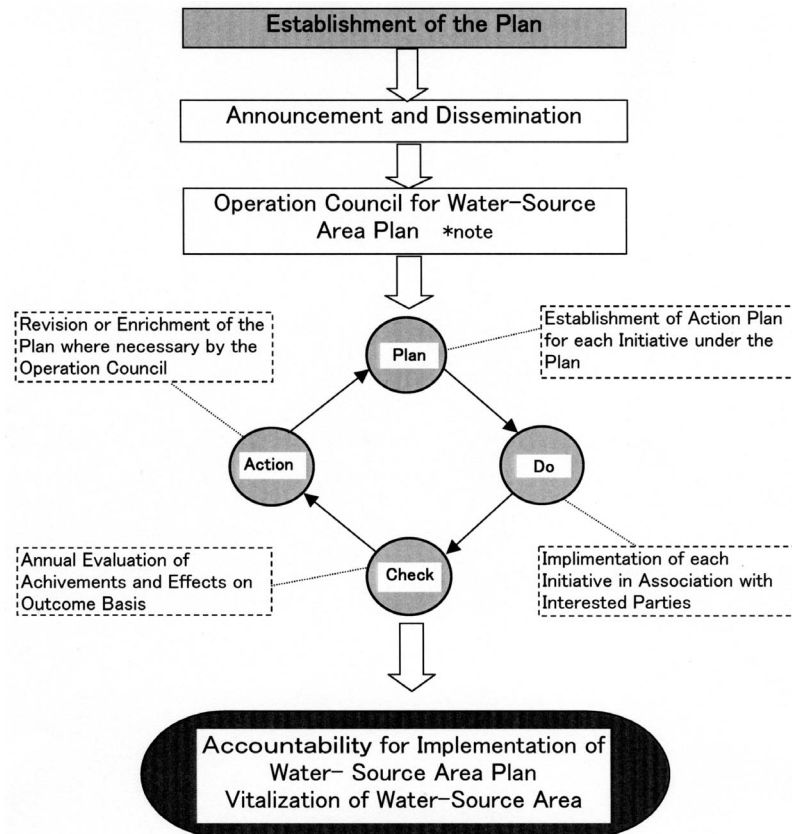 Establishment of the Plan
Announcement and Dissemination
Operation Council for Water-Source
Area Plan *note
Revision or Enrichment of the
Plan where necessary by the
Operation Council
Plan
Establishment of Action Plan
for each Initiative under the
Plan
Action
Do
Annual Evaluation of
Achivements and Effects on
Outcome Basis
Check
Implimentation of each
Initiative in Association with
Interested Parties
Accountability for Implementation of
Water- Source Area Plan
Vitalization of Water-Source Area